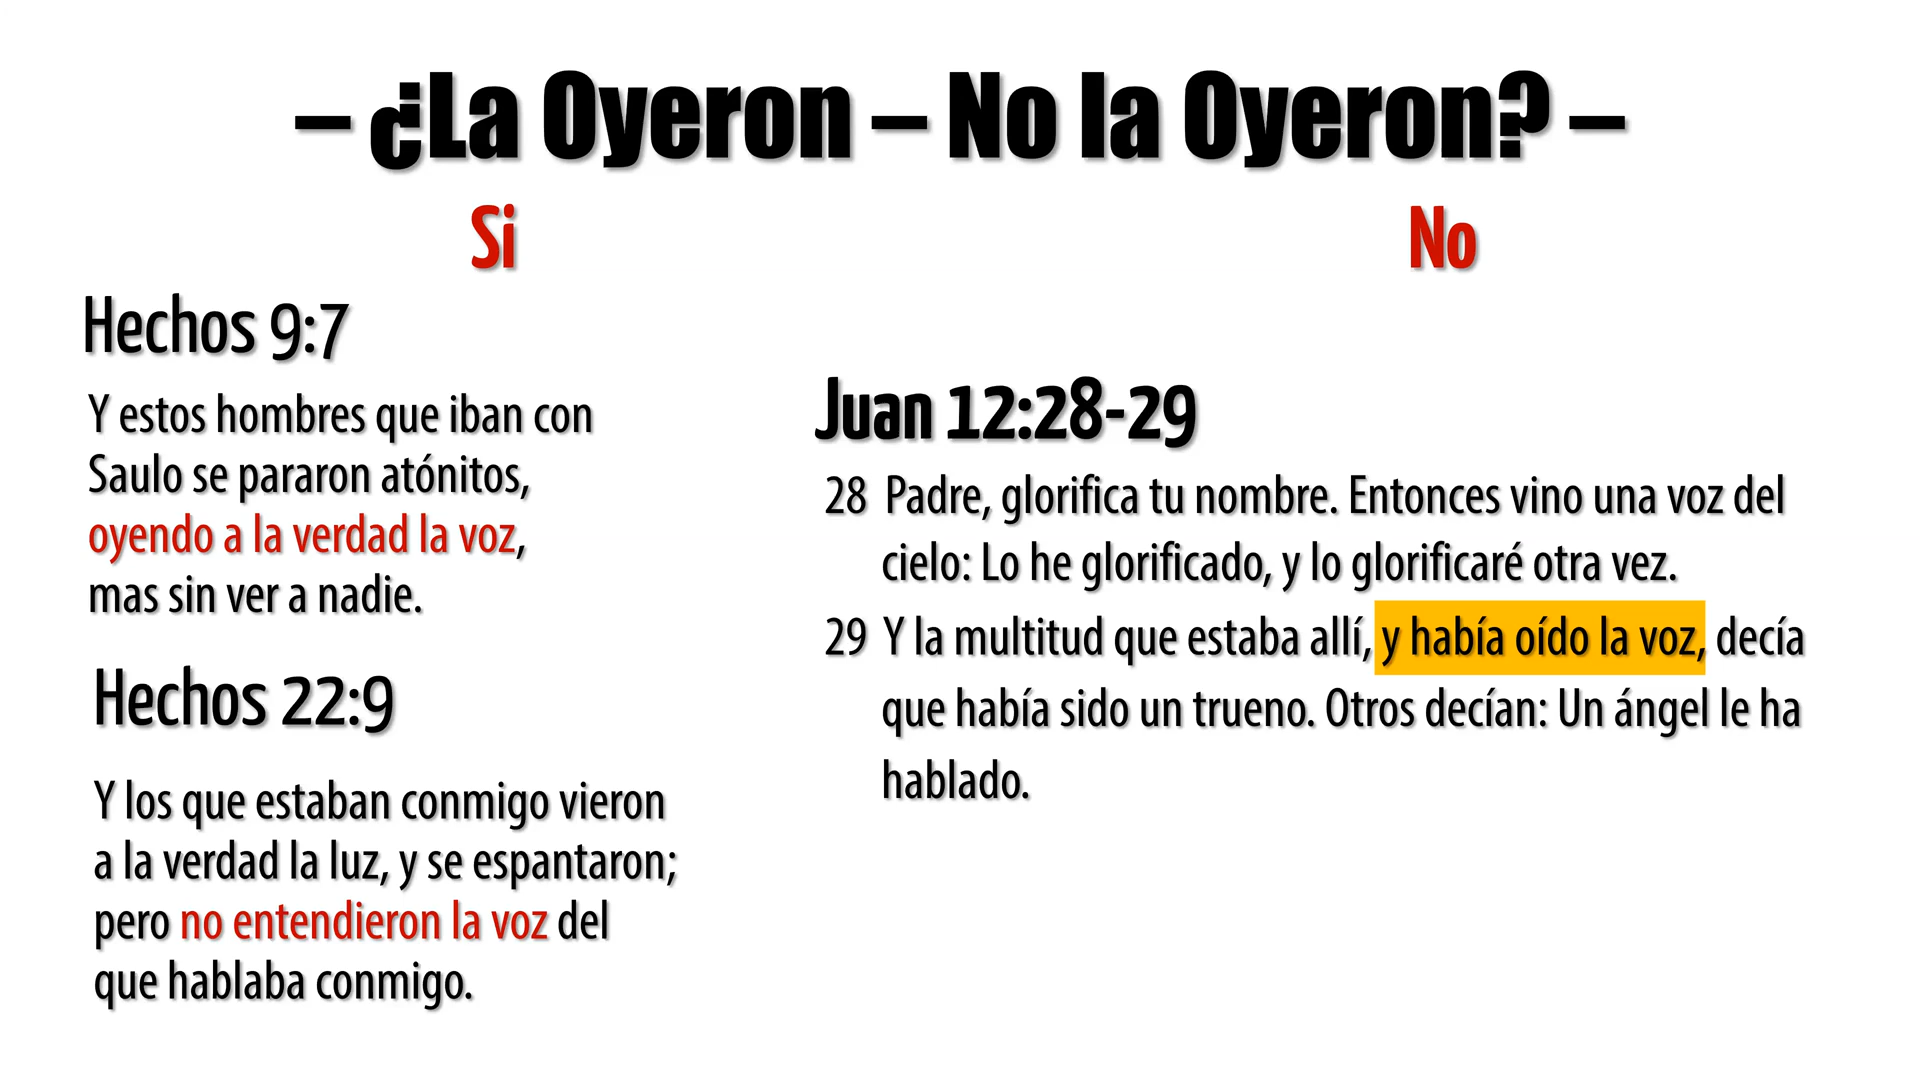 – ¿La Oyeron – No la Oyeron? –
Si
No
Hechos 9:7
Y estos hombres que iban con
Saulo se pararon atónitos,
oyendo a la verdad la voz,
mas sin ver a nadie.
Hechos 22:9
Y los que estaban conmigo vieron
a la verdad la luz, y se espantaron;
pero no entendieron la voz del
que hablaba conmigo.
Juan 12:28-29
28 Padre, glorifica tu nombre. Entonces vino una voz del
cielo: Lo he glorificado, y lo glorificaré otra vez.
29 Y la multitud que estaba allí, y había oído la voz, decía
que había sido un trueno. Otros decían: Un ángel le ha
hablado.